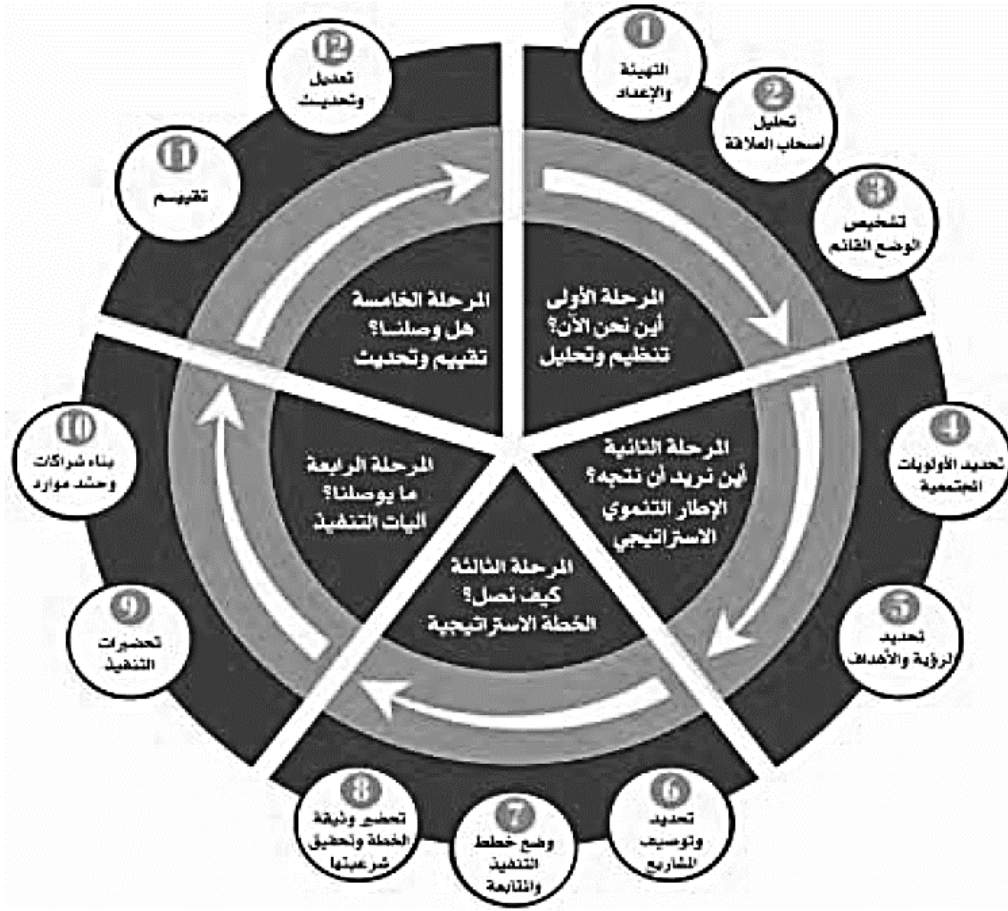 1
التهيئة
والإعداد
2
تحليل
أصحاب العلاقة
3
تشخيص
الوضع القائم
المرحلة الأولى
أين نحن الآن؟
تنظيم وتحليل
4
تحديد الأولويات
المجتمعية
5
تحديد
لرؤية والأهداف
المرحلة الثانية
أين نريد أن نتجه؟
الإطار التنموي
الاستراتيجي
6
تحديد
وتوصيف
المشاريع
7
وضع خطط
التنفيذ
والمتابعة
8
تحضير وثيقة
الخطة وتحقيق
شرعيتها
المرحلة الثالثة
كيف نصل؟
الخطة الاستراتيجية
9
تحضيرات
التنفيذ
10
بناء شراكات
وحشد موارد
المرحلة الرابعة
ما يوصلنا؟
آليات التنفيذ
11
تقييم
12
تعديل
وتحديث
المرحلة الخامسة
هل وصلنا؟
تقييم وتحديث